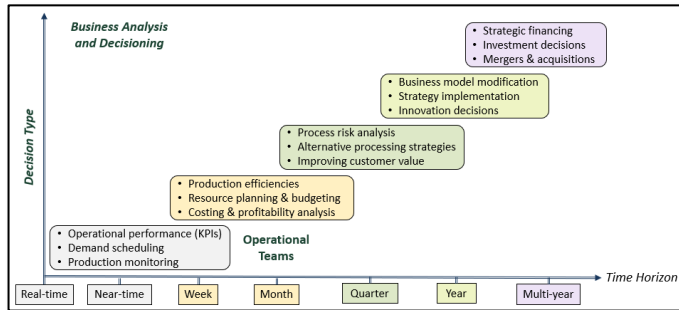 Business Analysis
and Decisioning
• Strategic financing
• Investment decisions
• Mergers & acquisitions
• Business model modification
• Strategy implementation
• Innovation decisions
• Process risk analysis
• Alternative processing strategies
• Improving customer value
• Production efficiencies
• Resource planning & budgeting
• Costing & profitability analysis
• Operational performance (KPIs)
• Demand scheduling
• Production monitoring
Operational
Teams
Decision Type
Time Horizon
Real-time
Near-time
Week
Month
Quarter
Year
Multi-year